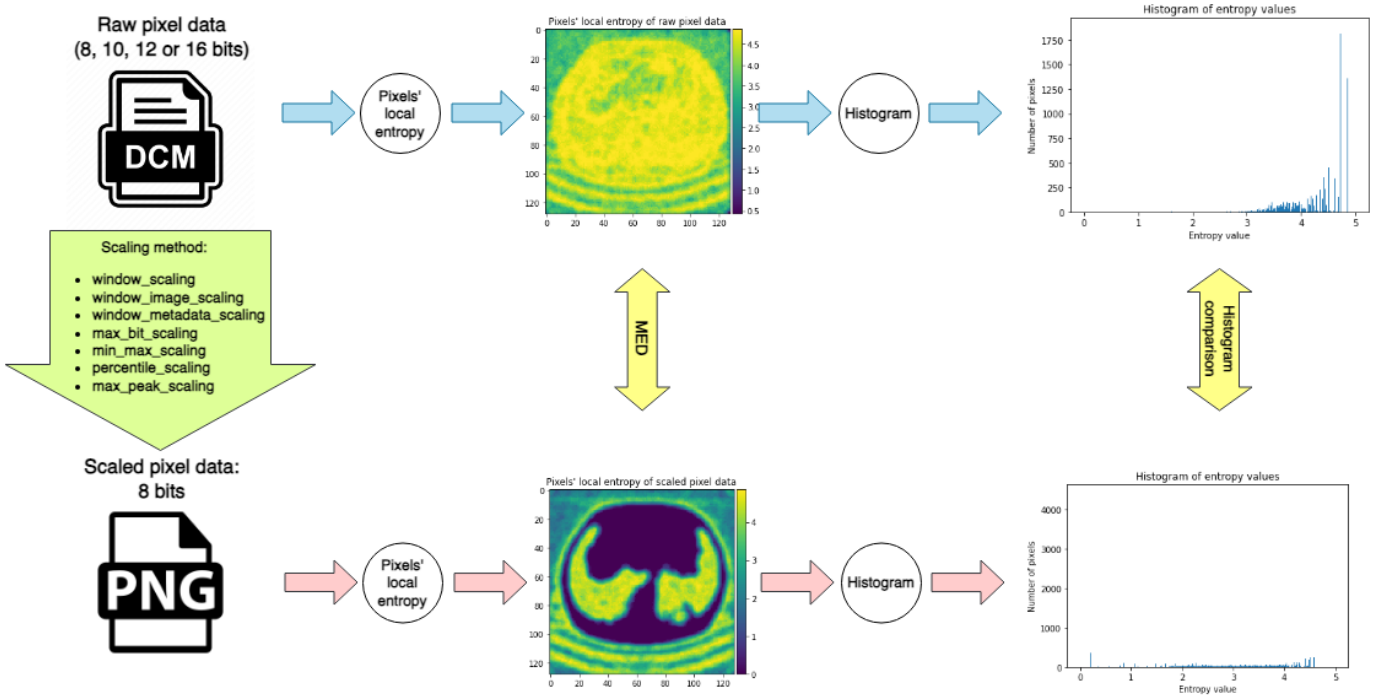 Raw pixel data
(8, 10, 12 or 16 bits)
DCM
Pixels'
local
entropy
Pixels' local entropy of raw pixel data
0
20
40
60
80
100
120
0 20 40 60 80 100 120
4.5
4.0
3.5
3.0
2.5
2.0
1.5
1.0
0.5
Histogram
Histogram of entropy values
Number of pixels
1750
1500
1250
1000
750
500
250
0
0 1 2 3 4 5
Entropy value
Scaling method:
• window_scaling
• window_image_scaling
• window_metadata_scaling
• max_bit_scaling
• min_max_scaling
• percentile_scaling
• max_peak_scaling
MED
Histogram
comparison
Scaled pixel data:
8 bits
PNG
Pixels'
local
entropy
Pixels' local entropy of scaled pixel data
0
20
40
60
80
100
120
0 20 40 60 80 100 120
4
3
2
1
0
Histogram
Histogram of entropy values
Number of pixels
4000
3000
2000
1000
0
0 1 2 3 4 5
Entropy value